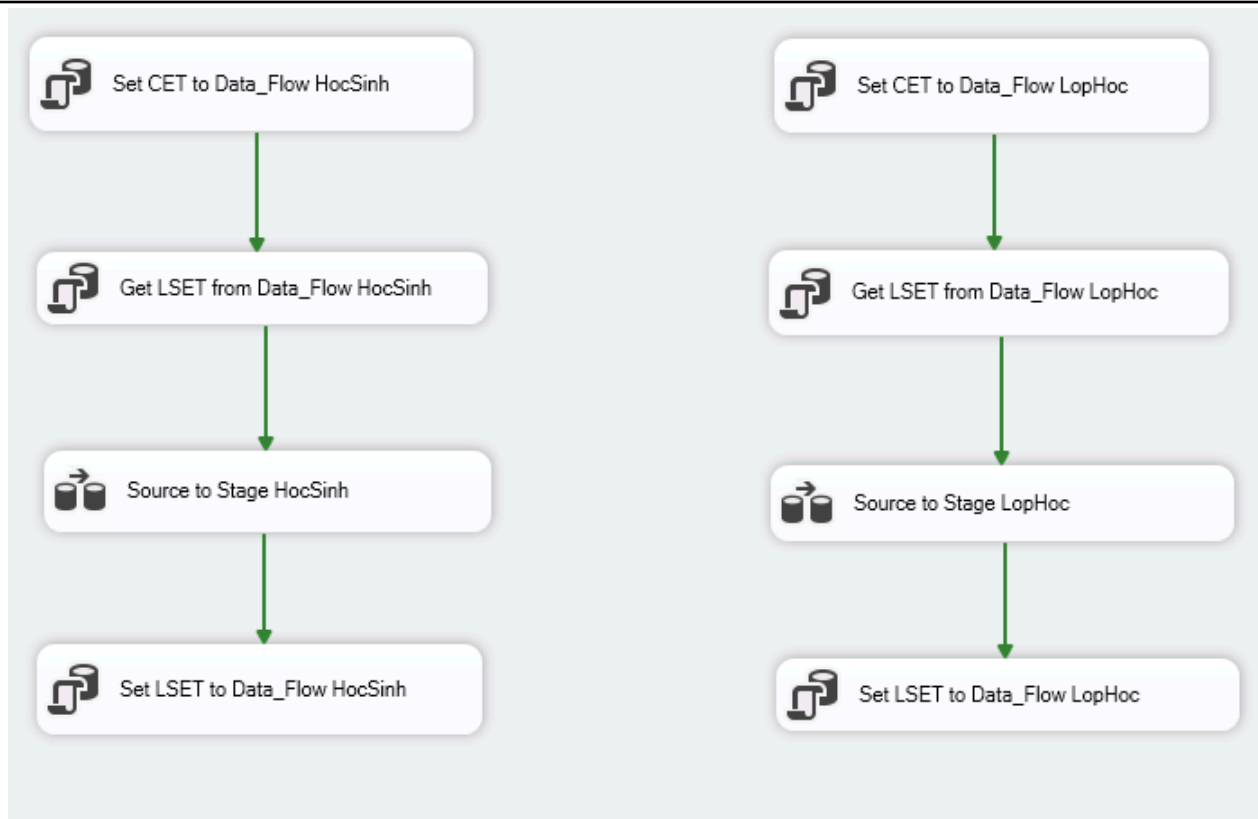 Set CET to Data_Flow HocSinh
Get LSET from Data_Flow HocSinh
Source to Stage HocSinh
Set LSET to Data_Flow HocSinh
Set CET to Data_Flow LopHoc
Get LSET from Data_Flow LopHoc
Source to Stage LopHoc
Set LSET to Data_Flow LopHoc